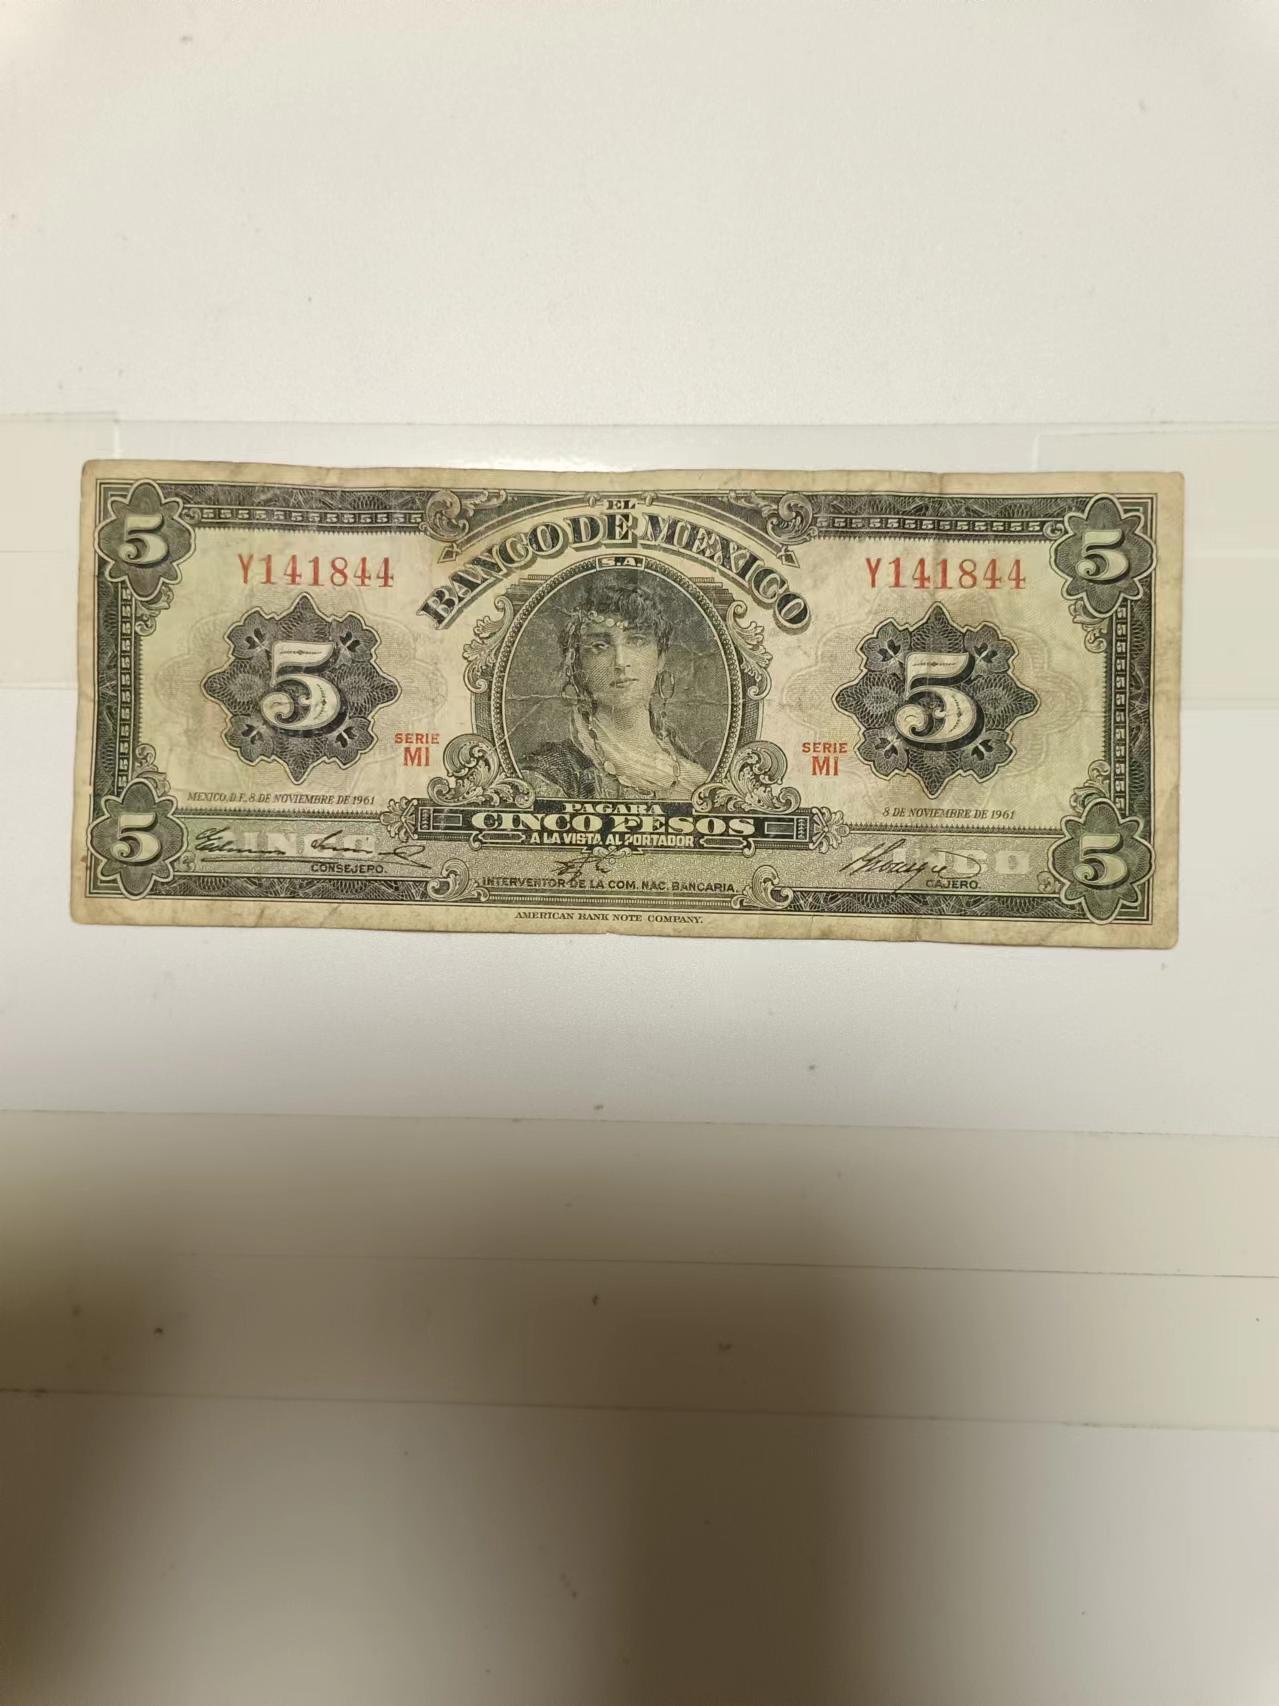 EL
BANCO DE MEXICO
S.A.
5
5
Y141844
Y141844
5
5
SERIE
MI
SERIE
MI
MEXICO, D.F. 8 DE NOVIEMBRE DE 1961
8 DE NOVIEMBRE DE 1961
PAGARA
CINCO PESOS
A LA VISTA AL PORTADOR
5
CINCO
CINCO
5
CONSEJERO.
INTERVENTOR DE LA COM. NAC. BANCARIA.
CAJERO.
AMERICAN BANK NOTE COMPANY.